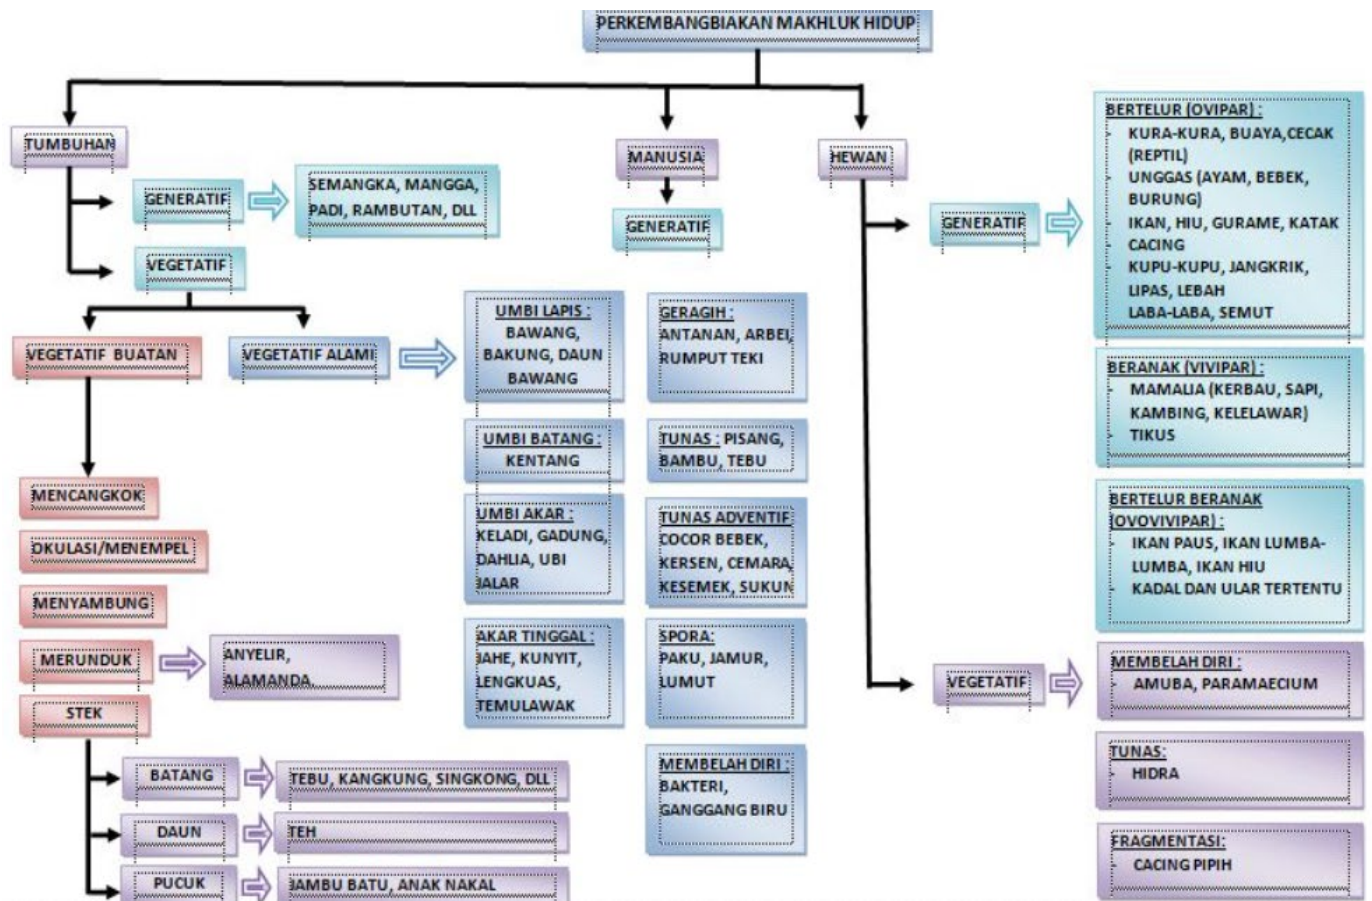 PERKEMBANGBIAKAN MAKHLUK HIDUP
TUMBUHAN
GENERATIF
SEMANGKA, MANGGA,
PADI, RAMBUTAN, DLL
VEGETATIF
VEGETATIF BUATAN
MENCANGKOK
OKULASI/MENEMPEL
MENYAMBUNG
MERUNDUK
ANYELIR,
ALAMANDA,
STEK
BATANG
TEBU, KANGKUNG, SINGKONG, DLL
DAUN
TEH
PUCUK
JAMBU BATU, ANAK NAKAL
VEGETATIF ALAMI
UMBI LAPIS :
BAWANG,
BAKUNG, DAUN
BAWANG
UMBI BATANG :
KENTANG
UMBI AKAR :
KELADI, GADUNG,
DAHLIA, UBI
JALAR
AKAR TINGGAL :
JAHE, KUNYIT,
LENGKUAS,
TEMULAWAK
GERAGIH :
ANTANAN, ARBEI,
RUMPUT TEKI
TUNAS : PISANG,
BAMBU, TEBU
TUNAS ADVENTIF
COCOR BEBEK,
KERSEN, CEMARA,
KESEMEK, SUKUN
SPORA:
PAKU, JAMUR,
LUMUT
MEMBELAH DIRI :
BAKTERI,
GANGGANG BIRU
MANUSIA
GENERATIF
HEWAN
GENERATIF
BERTELUR (OVIPAR) :
- KURA-KURA, BUAYA,CECAK
(REPTIL)
- UNGGAS (AYAM, BEBEK,
BURUNG)
- IKAN, HIU, GURAME, KATAK
CACING
- KUPU-KUPU, JANGKRIK,
LIPAS, LEBAH
LABA-LABA, SEMUT
BERANAK (VIVIPAR) :
- MAMALIA (KERBAU, SAPI,
KAMBING, KELELAWAR)
- TIKUS
BERTELUR BERANAK
(OVOVIVIPAR) :
- IKAN PAUS, IKAN LUMBA-
LUMBA, IKAN HIU
- KADAL DAN ULAR TERTENTU
VEGETATIF
MEMBELAH DIRI :
- AMUBA, PARAMAECIUM
TUNAS:
- HIDRA
FRAGMENTASI:
- CACING PIPIH